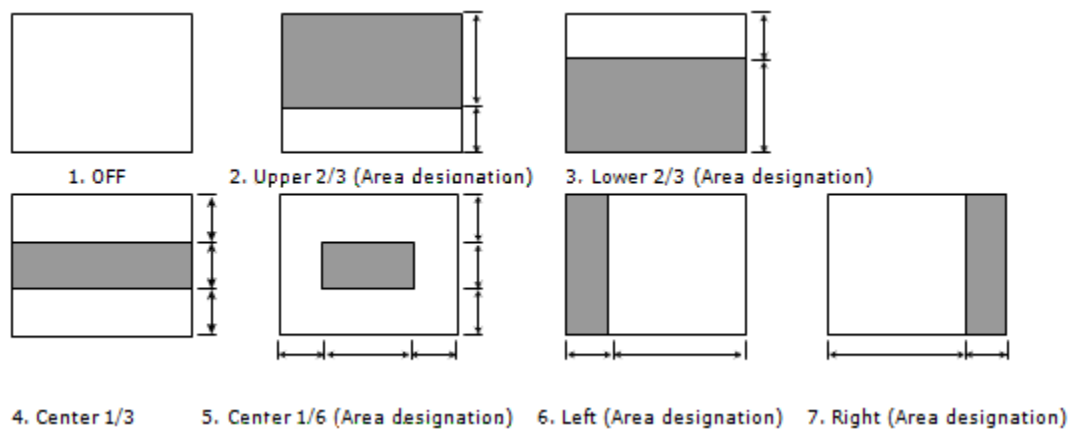 1. OFF
2. Upper 2/3 (Area designation)
3. Lower 2/3 (Area designation)
4. Center 1/3
5. Center 1/6 (Area designation)
6. Left (Area designation)
7. Right (Area designation)